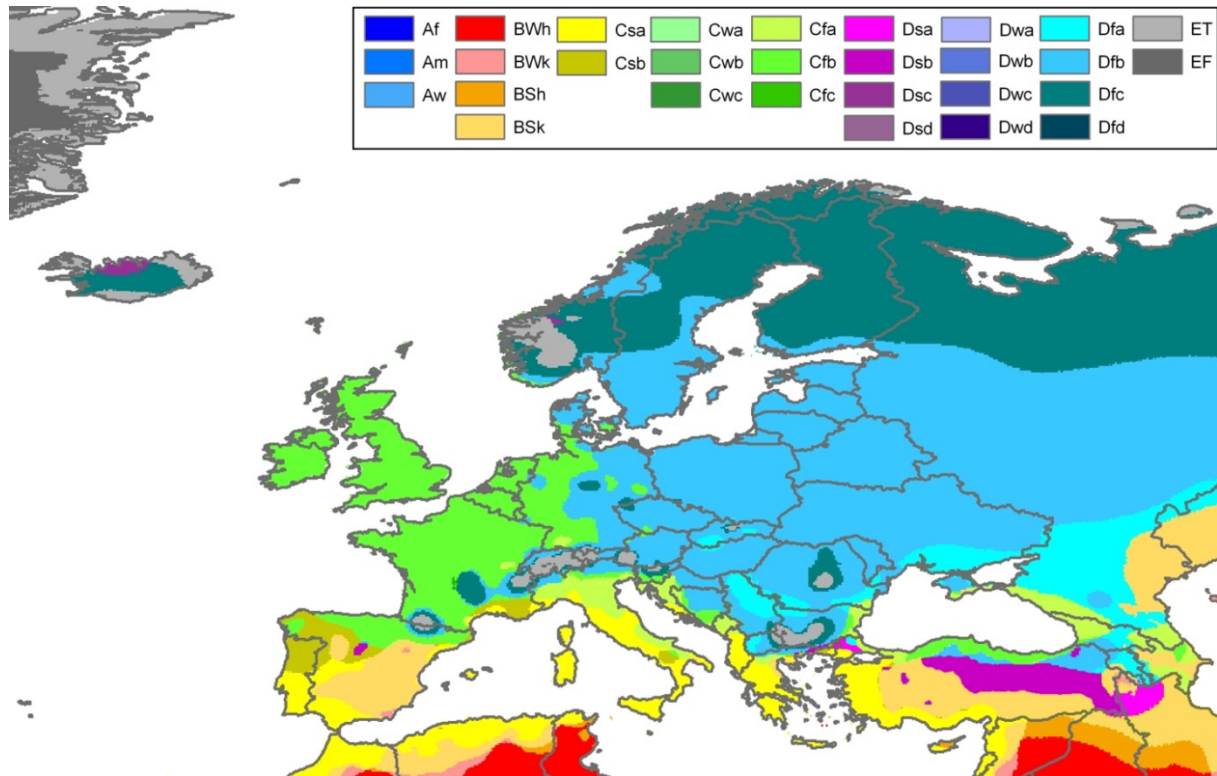 Af BWh Csa Cwa Cfa Dsa Dwa Dfa ET
Am BWk Csb Cwb Cfb Dsb Dwb Dfb EF
Aw BSh Cwc Cfc Dsc Dwc Dfc
BSk Dsd Dwd Dfd